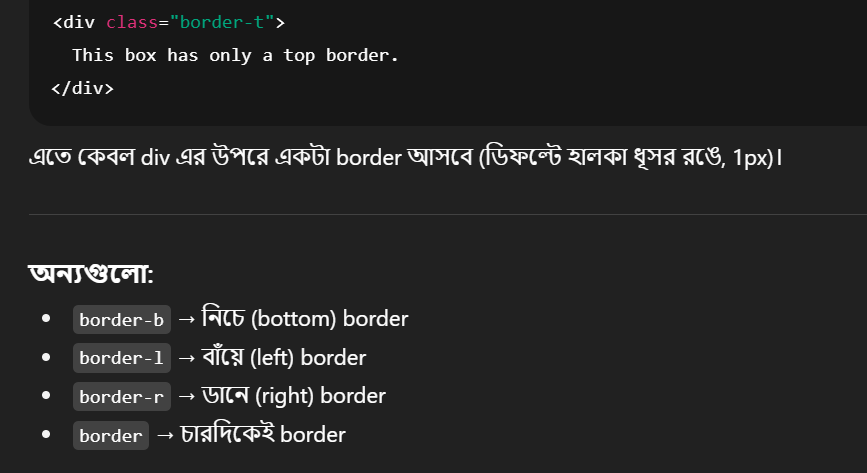 <div class="border-t">
This box has only a top border.
</div>
এতে কেবল div এর উপরে একটা border আসবে (ডিফল্টে হালকা ধূসর রঙে, 1px)।
অন্যগুলো:
border-b → নিচে (bottom) border
border-l → বাঁয়ে (left) border
border-r → ডানে (right) border
border → চারদিকেই border